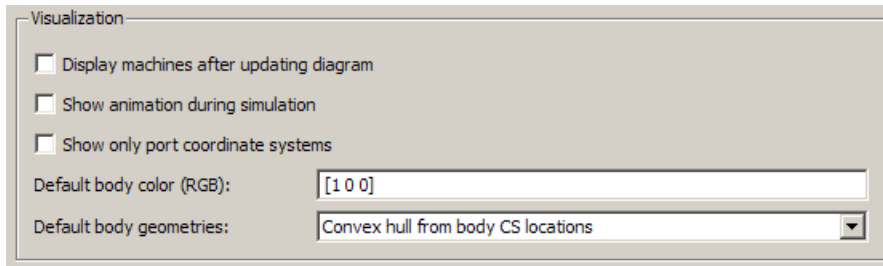 Visualization
Display machines after updating diagram
Show animation during simulation
Show only port coordinate systems
Default body color (RGB): [1 0 0]
Default body geometries: Convex hull from body CS locations